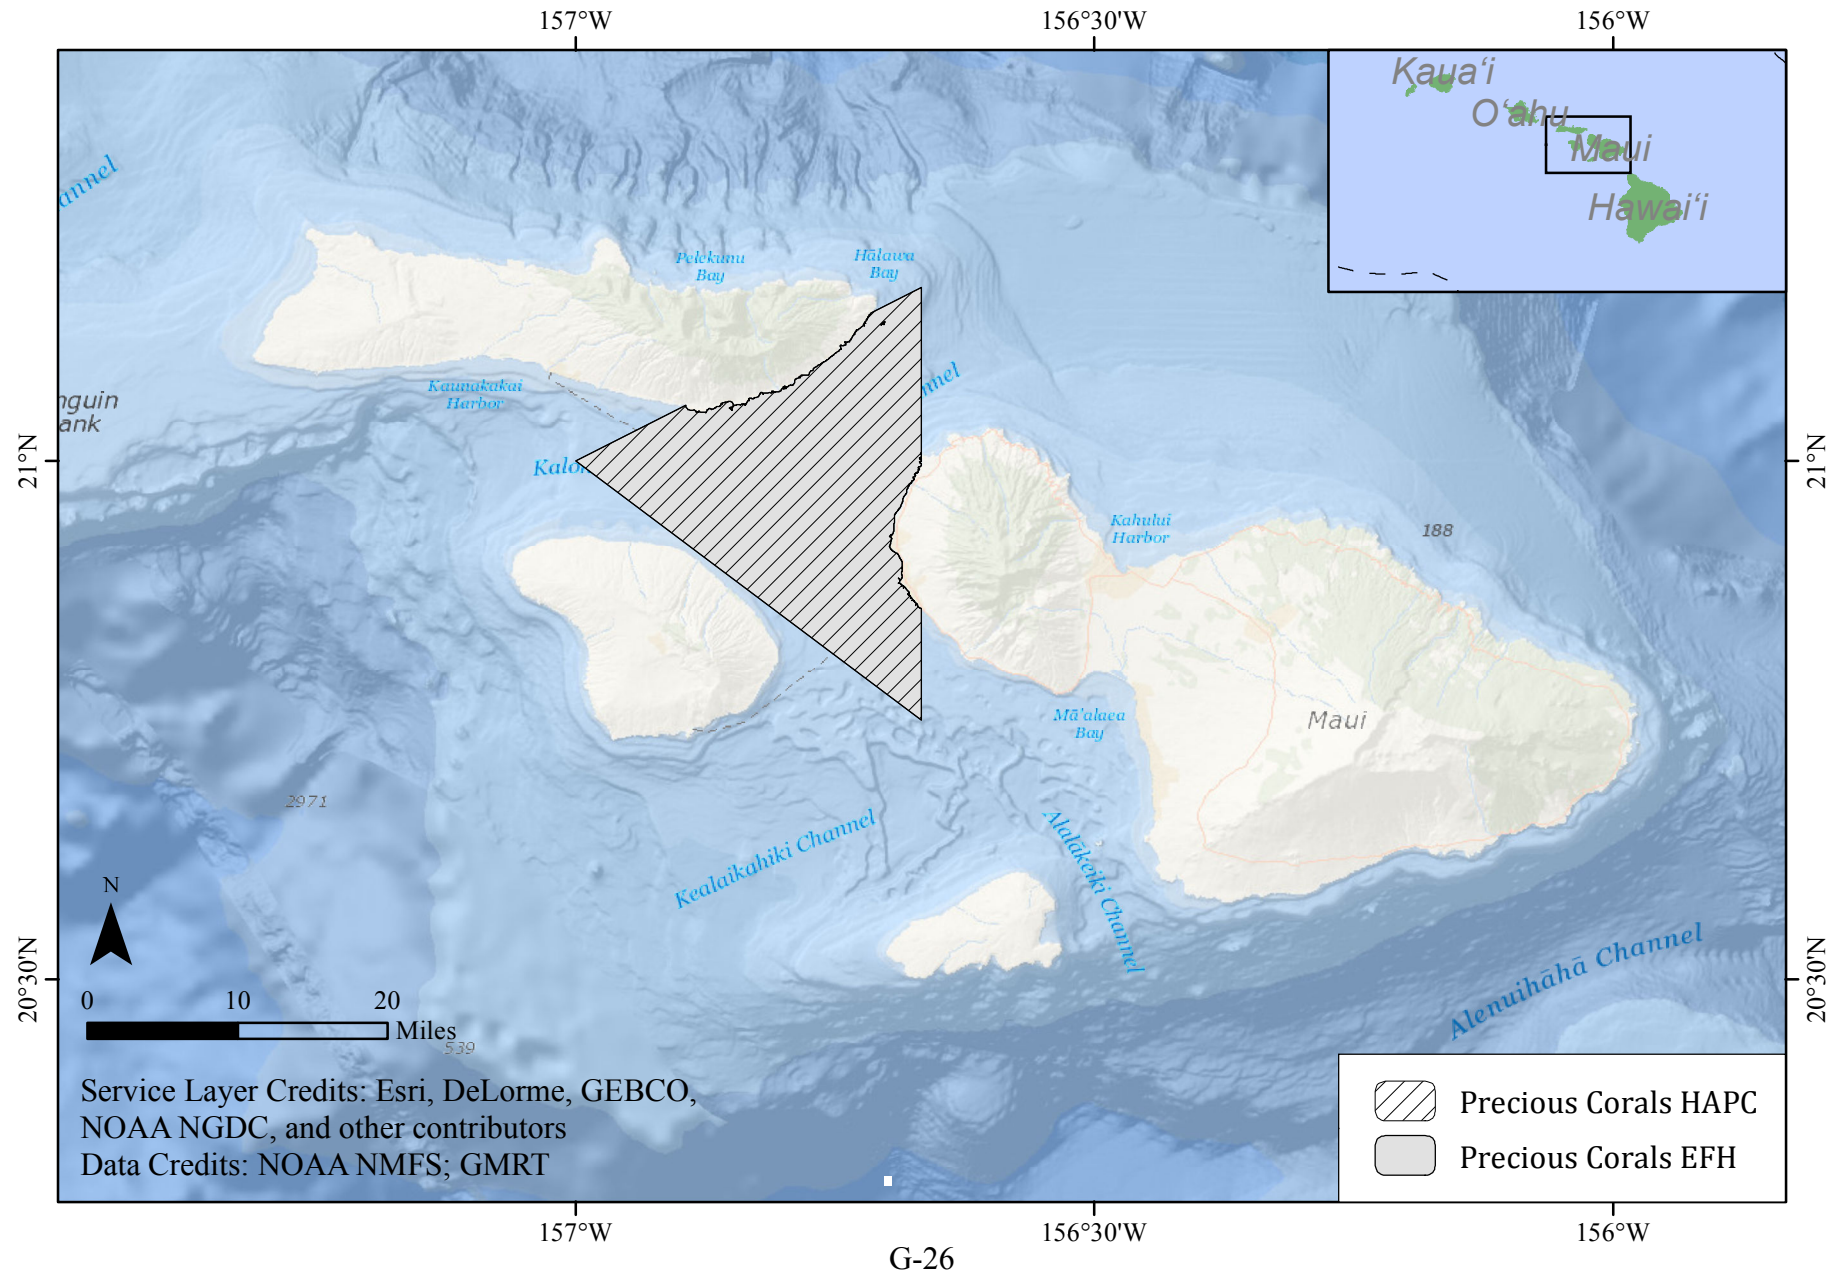 157°W
156°30'W
156°W
Kaua‘i
O‘ahu
Maui
Hawai‘i
annel
Pelekunu
Bay
Hālawa
Bay
Kaunakakai
Harbor
nguin
ank
nnel
21°N
21°N
Kalo
Kahului
Harbor
188
Maui
Mā'alaea
Bay
2971
Kealaikahiki Channel
Alalākeiki Channel
Alenuihāhā Channel
N
20°30'N
20°30'N
0 10 20
Miles
539
Service Layer Credits: Esri, DeLorme, GEBCO,
NOAA NGDC, and other contributors
Data Credits: NOAA NMFS; GMRT
Precious Corals HAPC
Precious Corals EFH
157°W
156°30'W
156°W
G-26